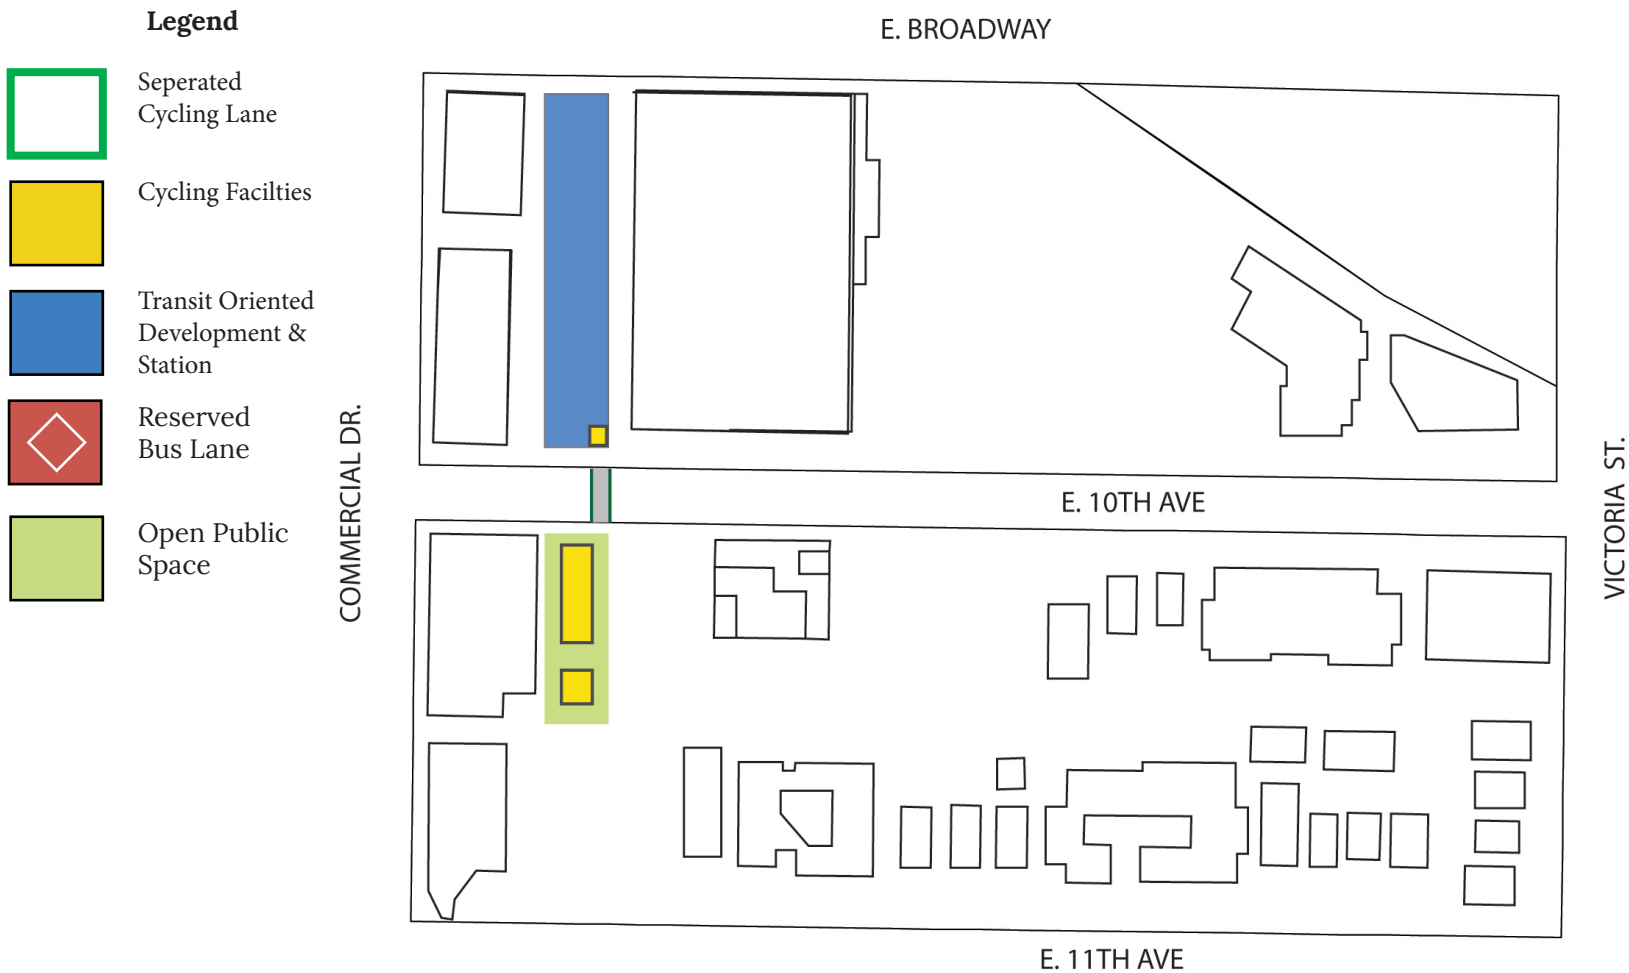 Legend
Seperated
Cycling Lane
Cycling Facilties
Transit Oriented
Development &
Station
Reserved
Bus Lane
Open Public
Space
E. BROADWAY
COMMERCIAL DR.
E. 10TH AVE
VICTORIA ST.
E. 11TH AVE